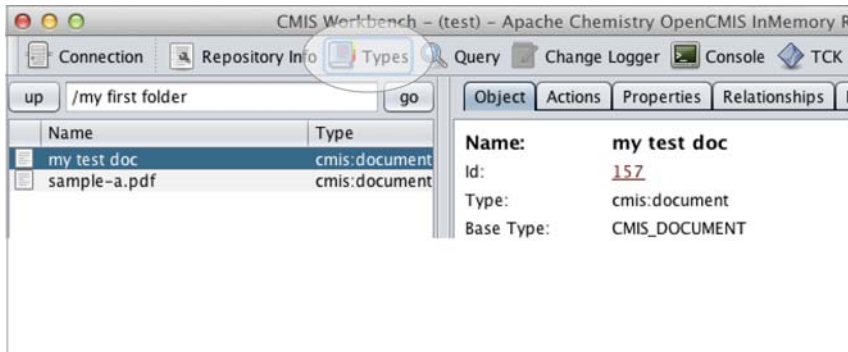 CMIS Workbench – (test) – Apache Chemistry OpenCMIS InMemory
Connection Repository Info Types Query Change Logger Console TCK
up /my first folder go Object Actions Properties Relationships
Name Type
my test doc cmis:document
sample-a.pdf cmis:document
Name: my test doc
Id: 157
Type: cmis:document
Base Type: CMIS_DOCUMENT